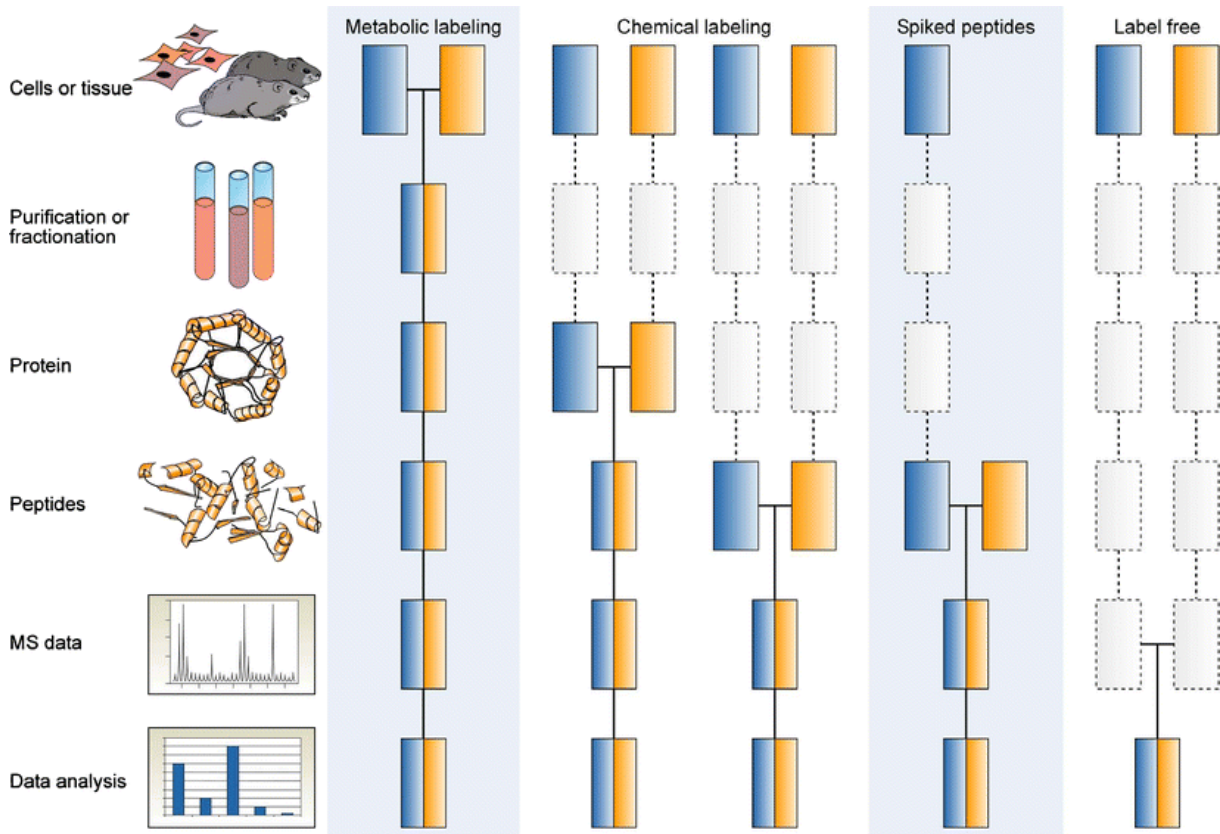 Metabolic labeling
Chemical labeling
Spiked peptides
Label free
Cells or tissue
Purification or
fractionation
Protein
Peptides
MS data
Data analysis